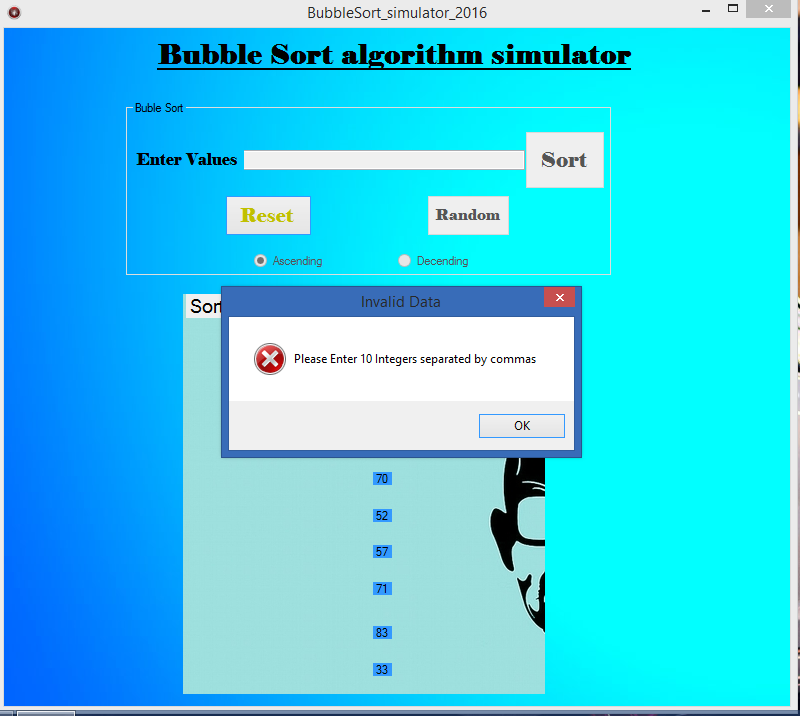 BubbleSort_simulator_2016
Bubble Sort algorithm simulator
Buble Sort
Enter Values
Sort
Reset
Random
Ascending
Decending
Sort
Invalid Data
Please Enter 10 Integers separated by commas
OK
70
52
57
71
83
33